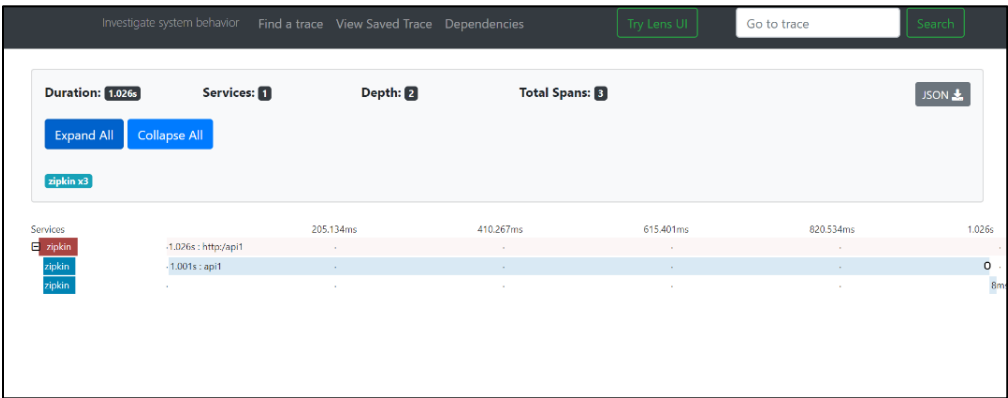 Investigate system behavior Find a trace View Saved Trace Dependencies Try Lens UI Go to trace Search
Duration: 1.026s Services: 1 Depth: 2 Total Spans: 3 JSON
Expand All Collapse All
zipkin x3
Services 205.134ms 410.267ms 615.401ms 820.534ms 1.026s
zipkin ·1.026s : http:/api1
zipkin ·1.001s : api1 O
zipkin 8ms